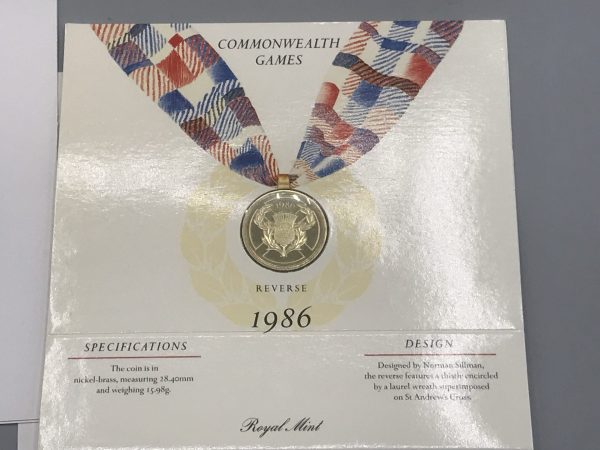 COMMONWEALTH
GAMES
1986
REVERSE
1986
SPECIFICATIONS
The coin is in
nickel-brass, measuring 28.40mm
and weighing 15.98g.
DESIGN
Designed by Norman Sillman,
the reverse features a thistle encircled
by a laurel wreath superimposed
on St Andrew's Cross.
Royal Mint